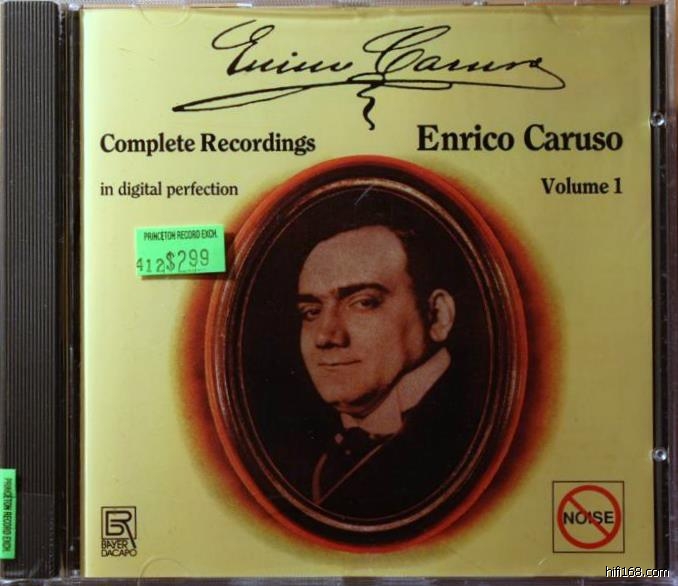 Enrico Caruso
Complete Recordings
Enrico Caruso
in digital perfection
Volume 1
PRINCETON RECORD EXCH.
412$299
PRINCETON RECORD EXCH.
NOISE
BR
BAYER
DACAPO
hifi168.com